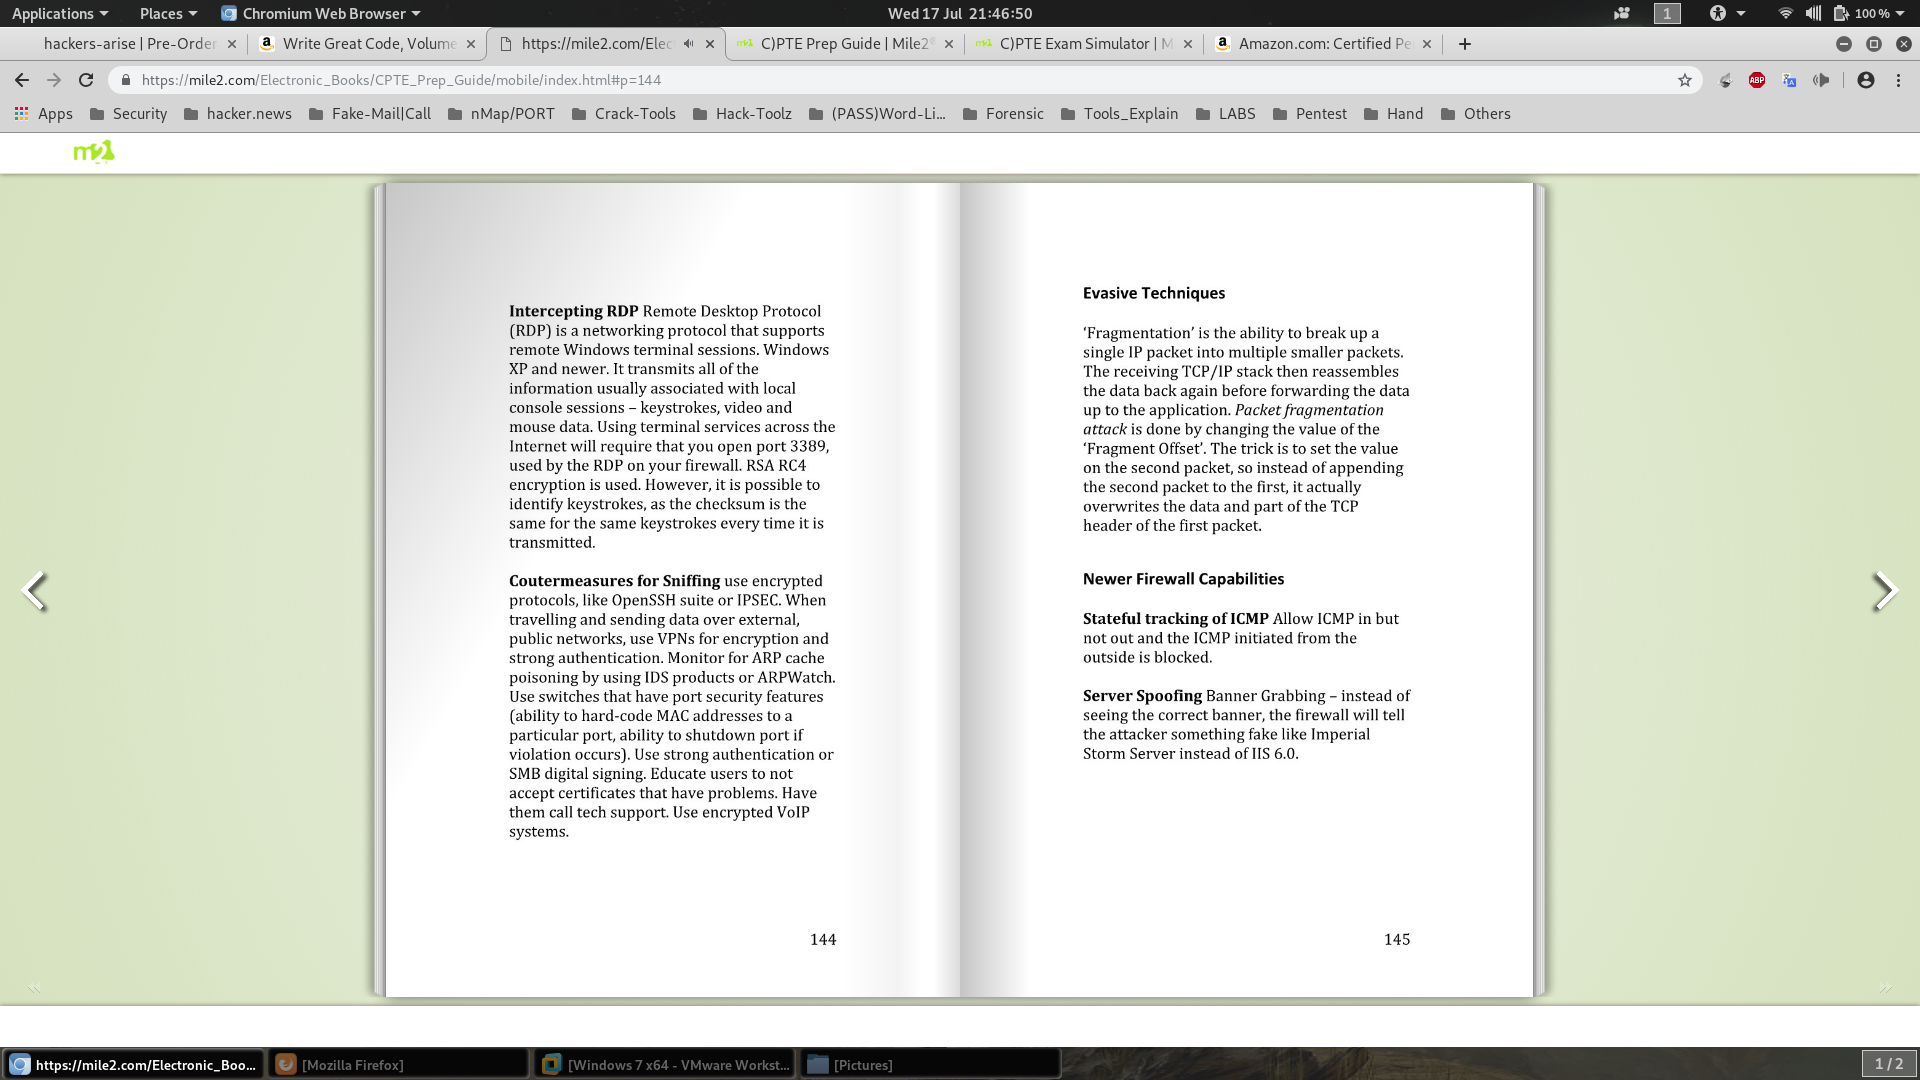 Applications Places Chromium Web Browser Wed 17 Jul 21:46:50 1 100 %
hackers-arise | Pre-Order Write Great Code, Volume https://mile2.com/Elec C)PTE Prep Guide | Mile2® C)PTE Exam Simulator | M Amazon.com: Certified Pe
https://mile2.com/Electronic_Books/CPTE_Prep_Guide/mobile/index.html#p=144 ABP
Apps Security hacker.news Fake-Mail|Call nMap/PORT Crack-Tools Hack-Toolz (PASS)Word-Li... Forensic Tools_Explain LABS Pentest Hand Others
m2
Intercepting RDP Remote Desktop Protocol
(RDP) is a networking protocol that supports
remote Windows terminal sessions. Windows
XP and newer. It transmits all of the
information usually associated with local
console sessions – keystrokes, video and
mouse data. Using terminal services across the
Internet will require that you open port 3389,
used by the RDP on your firewall. RSA RC4
encryption is used. However, it is possible to
identify keystrokes, as the checksum is the
same for the same keystrokes every time it is
transmitted.
Coutermeasures for Sniffing use encrypted
protocols, like OpenSSH suite or IPSEC. When
travelling and sending data over external,
public networks, use VPNs for encryption and
strong authentication. Monitor for ARP cache
poisoning by using IDS products or ARPWatch.
Use switches that have port security features
(ability to hard-code MAC addresses to a
particular port, ability to shutdown port if
violation occurs). Use strong authentication or
SMB digital signing. Educate users to not
accept certificates that have problems. Have
them call tech support. Use encrypted VoIP
systems.
144
Evasive Techniques
‘Fragmentation’ is the ability to break up a
single IP packet into multiple smaller packets.
The receiving TCP/IP stack then reassembles
the data back again before forwarding the data
up to the application. Packet fragmentation
attack is done by changing the value of the
‘Fragment Offset’. The trick is to set the value
on the second packet, so instead of appending
the second packet to the first, it actually
overwrites the data and part of the TCP
header of the first packet.
Newer Firewall Capabilities
Stateful tracking of ICMP Allow ICMP in but
not out and the ICMP initiated from the
outside is blocked.
Server Spoofing Banner Grabbing – instead of
seeing the correct banner, the firewall will tell
the attacker something fake like Imperial
Storm Server instead of IIS 6.0.
145
https://mile2.com/Electronic_Boo... [Mozilla Firefox] [Windows 7 x64 - VMware Workst... [Pictures] 1 / 2